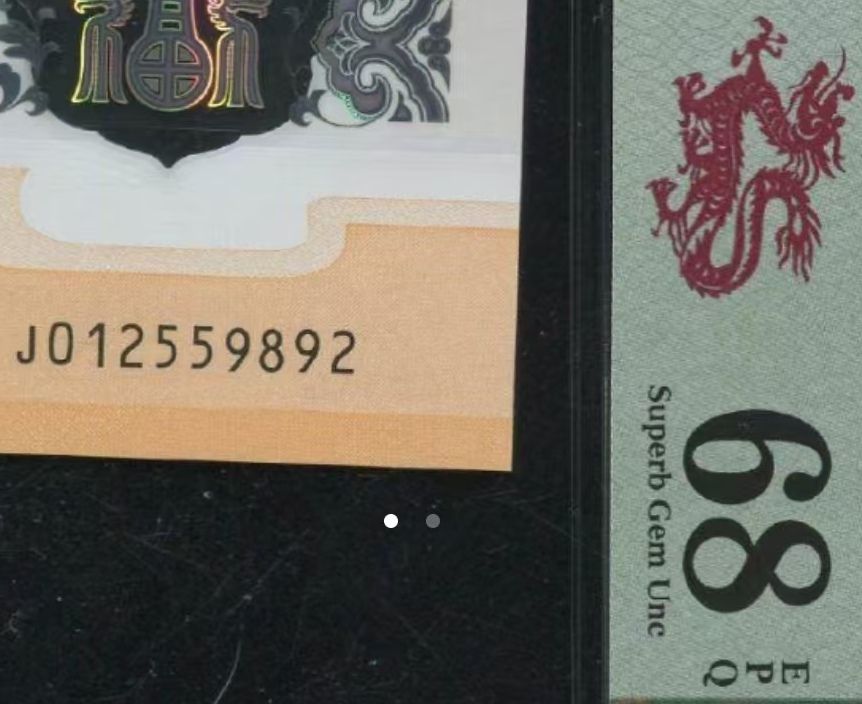 J012559892
68
Superb Gem Unc
EPQ